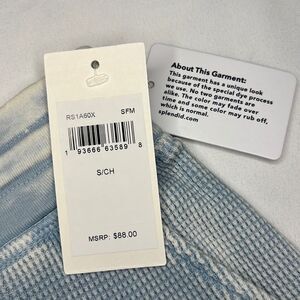 RS1A60X SFM
1 93666 63589 8
S/CH
MSRP: $88.00
About This Garment:
This garment has a unique look
because of the special dye process
we use. No two garments are
alike. The color may fade over
time and some color may rub off,
which is normal.
splendid.com